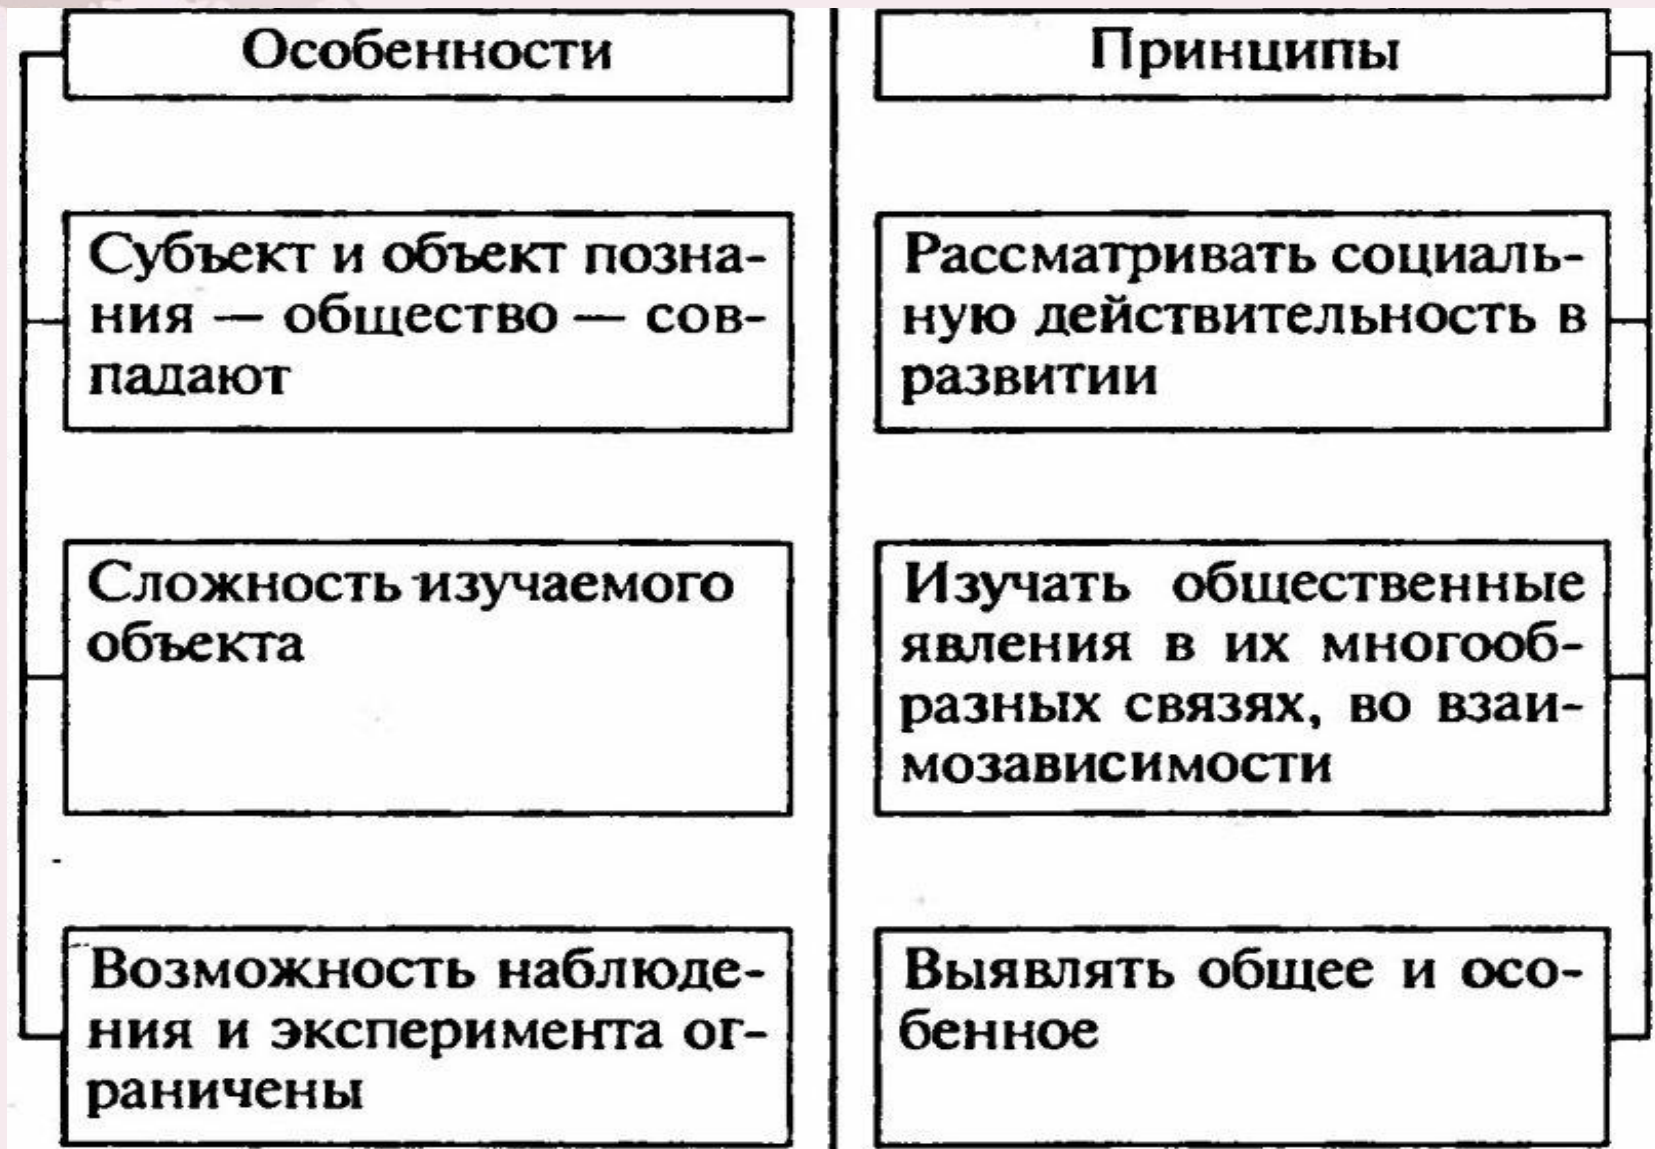 Особенности
Субъект и объект позна-
ния — общество — сов-
падают
Сложность изучаемого
объекта
Возможность наблюде-
ния и эксперимента ог-
раничены
Принципы
Рассматривать социаль-
ную действительность в
развитии
Изучать общественные
явления в их многооб-
разных связях, во взаи-
мозависимости
Выявлять общее и осо-
бенное